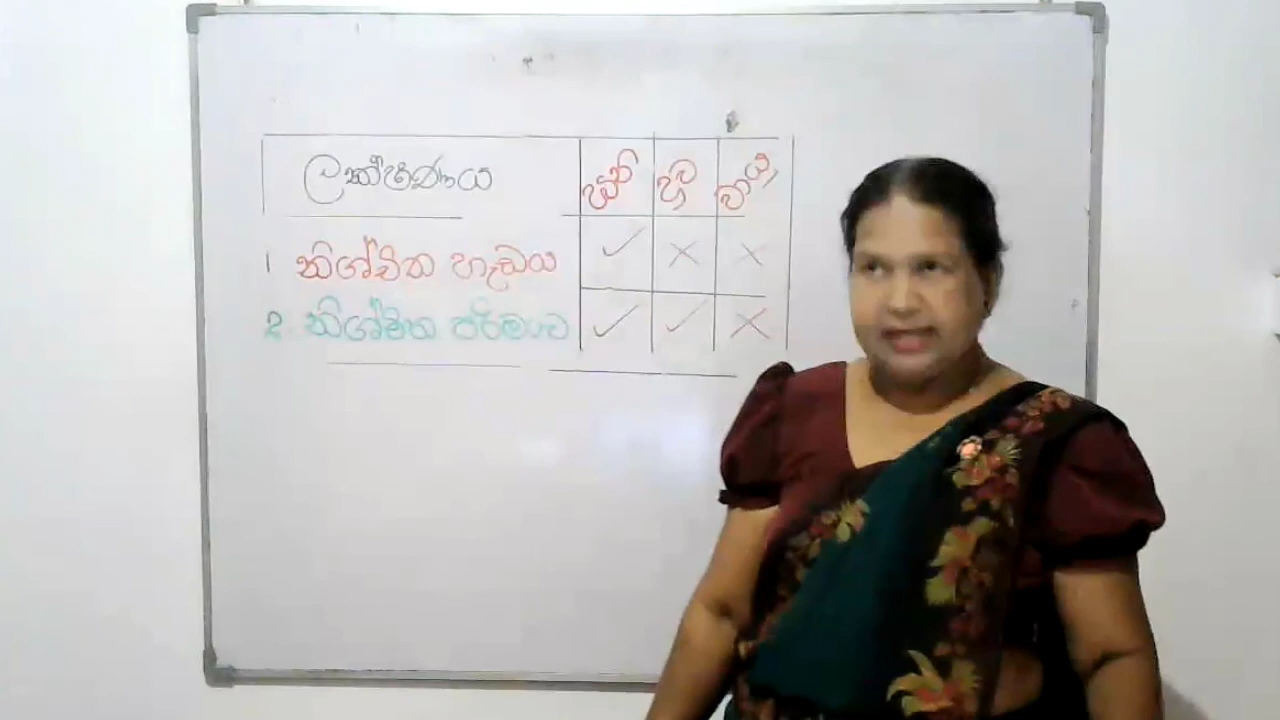 ලක්ෂණය ඝන ද්‍රව වායු
1 නිශ්චිත හැඩය ✓ × ×
2. නිශ්චිත පරිමාව ✓ ✓ ×